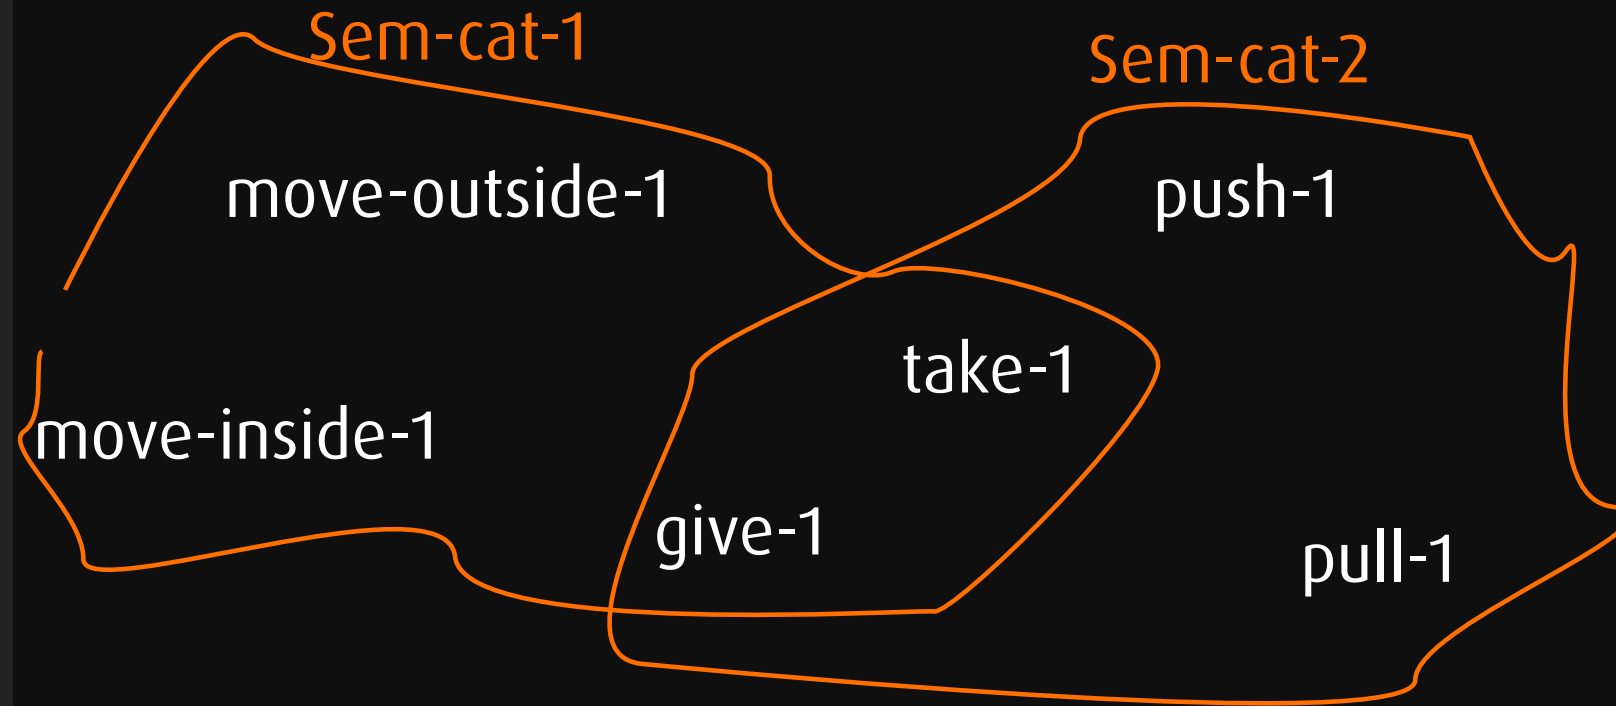 Sem-cat-1
Sem-cat-2
move-outside-1
push-1
take-1
move-inside-1
give-1
pull-1